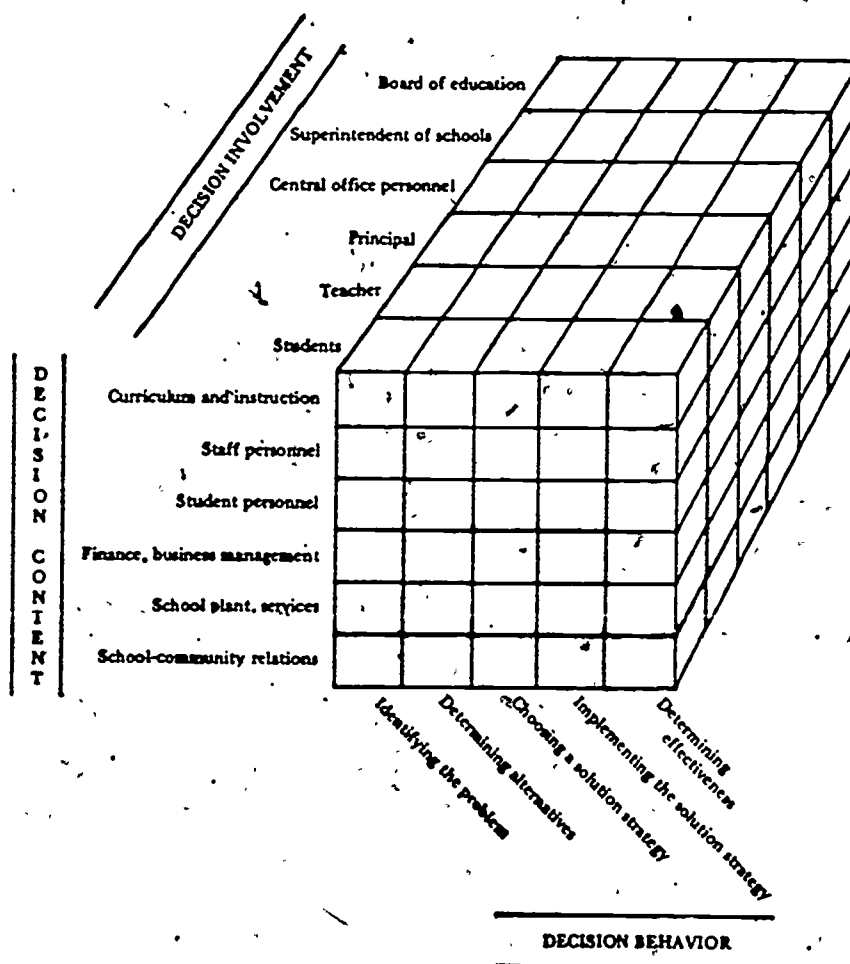 DECISION INVOLVEMENT
Board of education
Superintendent of schools
Central office personnel
Principal
Teacher
Students
DECISION CONTENT
Curriculum and instruction
Staff personnel
Student personnel
Finance, business management
School plant, services
School-community relations
Identifying the problem
Determining alternatives
Choosing a solution strategy
Implementing the solution strategy
Determining
effectiveness
DECISION BEHAVIOR